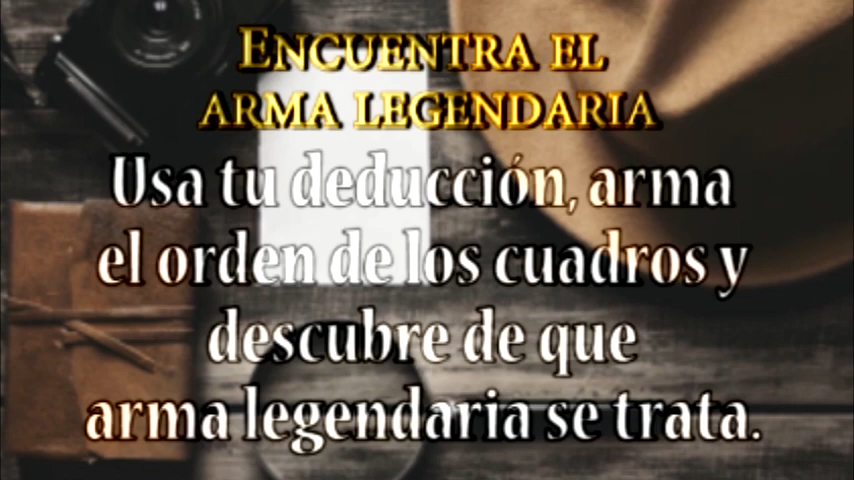 ENCUENTRA EL
ARMA LEGENDARIA
Usa tu deducción, arma
el orden de los cuadros y
descubre de que
arma legendaria se trata.